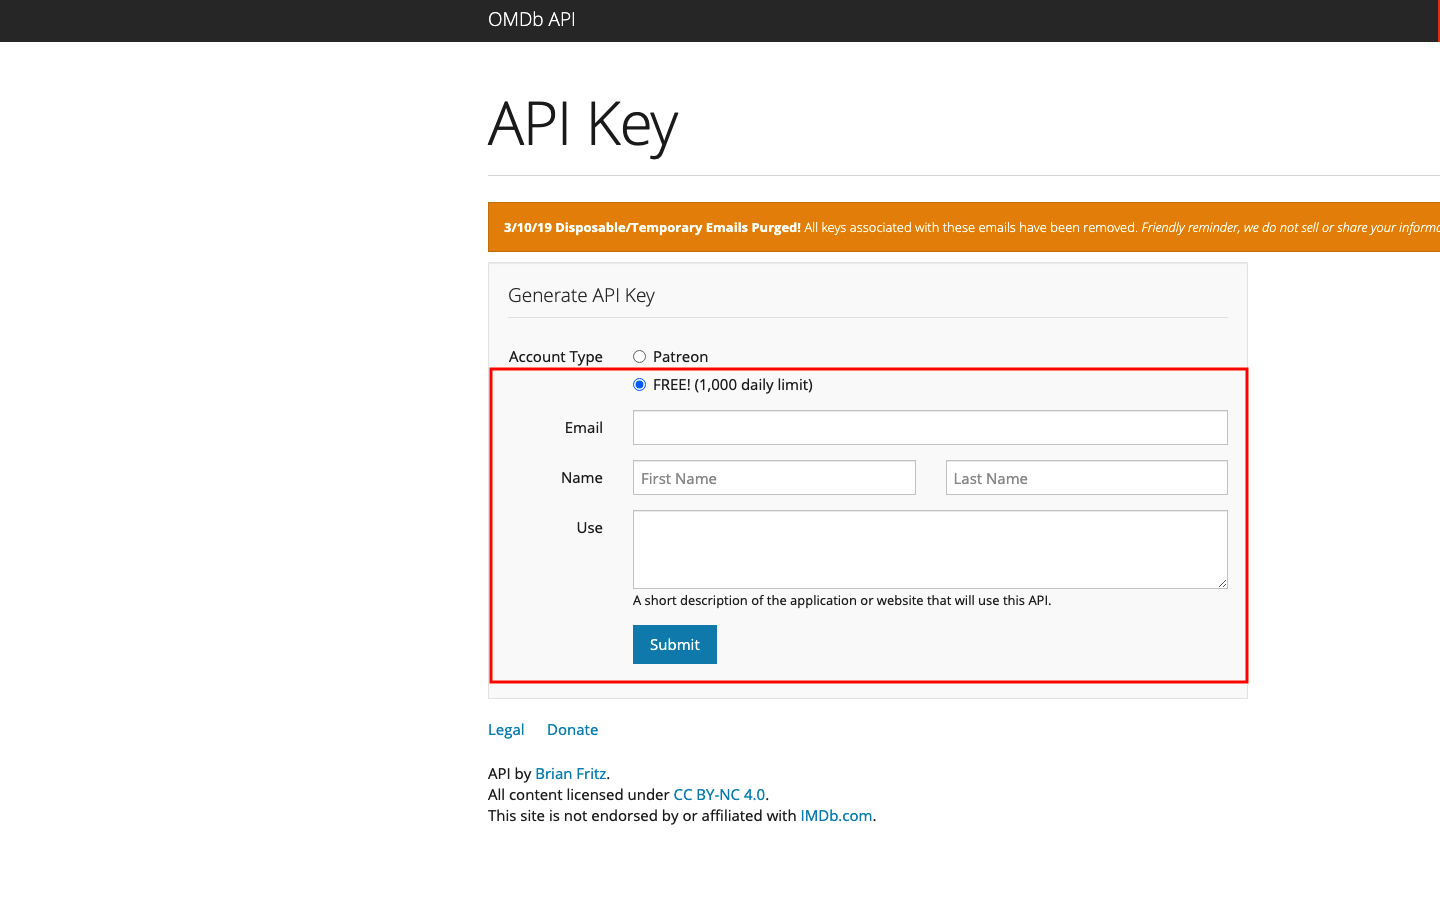 OMDb API
API Key
3/10/19 Disposable/Temporary Emails Purged! All keys associated with these emails have been removed. Friendly reminder, we do not sell or share your
Generate API Key
Account Type Patreon
FREE! (1,000 daily limit)
Email
Name First Name Last Name
Use
A short description of the application or website that will use this API.
Submit
Legal Donate
API by Brian Fritz.
All content licensed under CC BY-NC 4.0.
This site is not endorsed by or affiliated with IMDb.com.